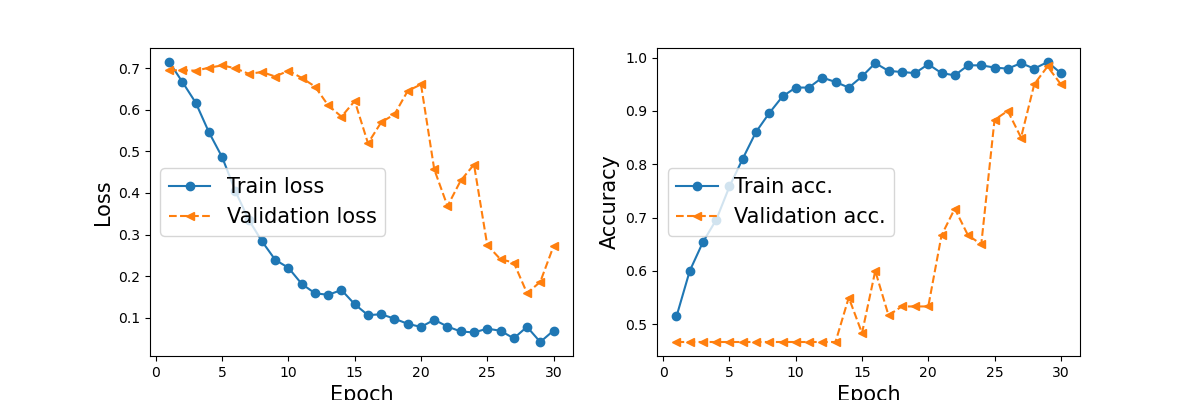 0.7
0.6
0.5
0.4
0.3
0.2
0.1
Loss
Train loss
Validation loss
0 5 10 15 20 25 30
Epoch
1.0
0.9
0.8
0.7
0.6
0.5
Accuracy
Train acc.
Validation acc.
0 5 10 15 20 25 30
Epoch